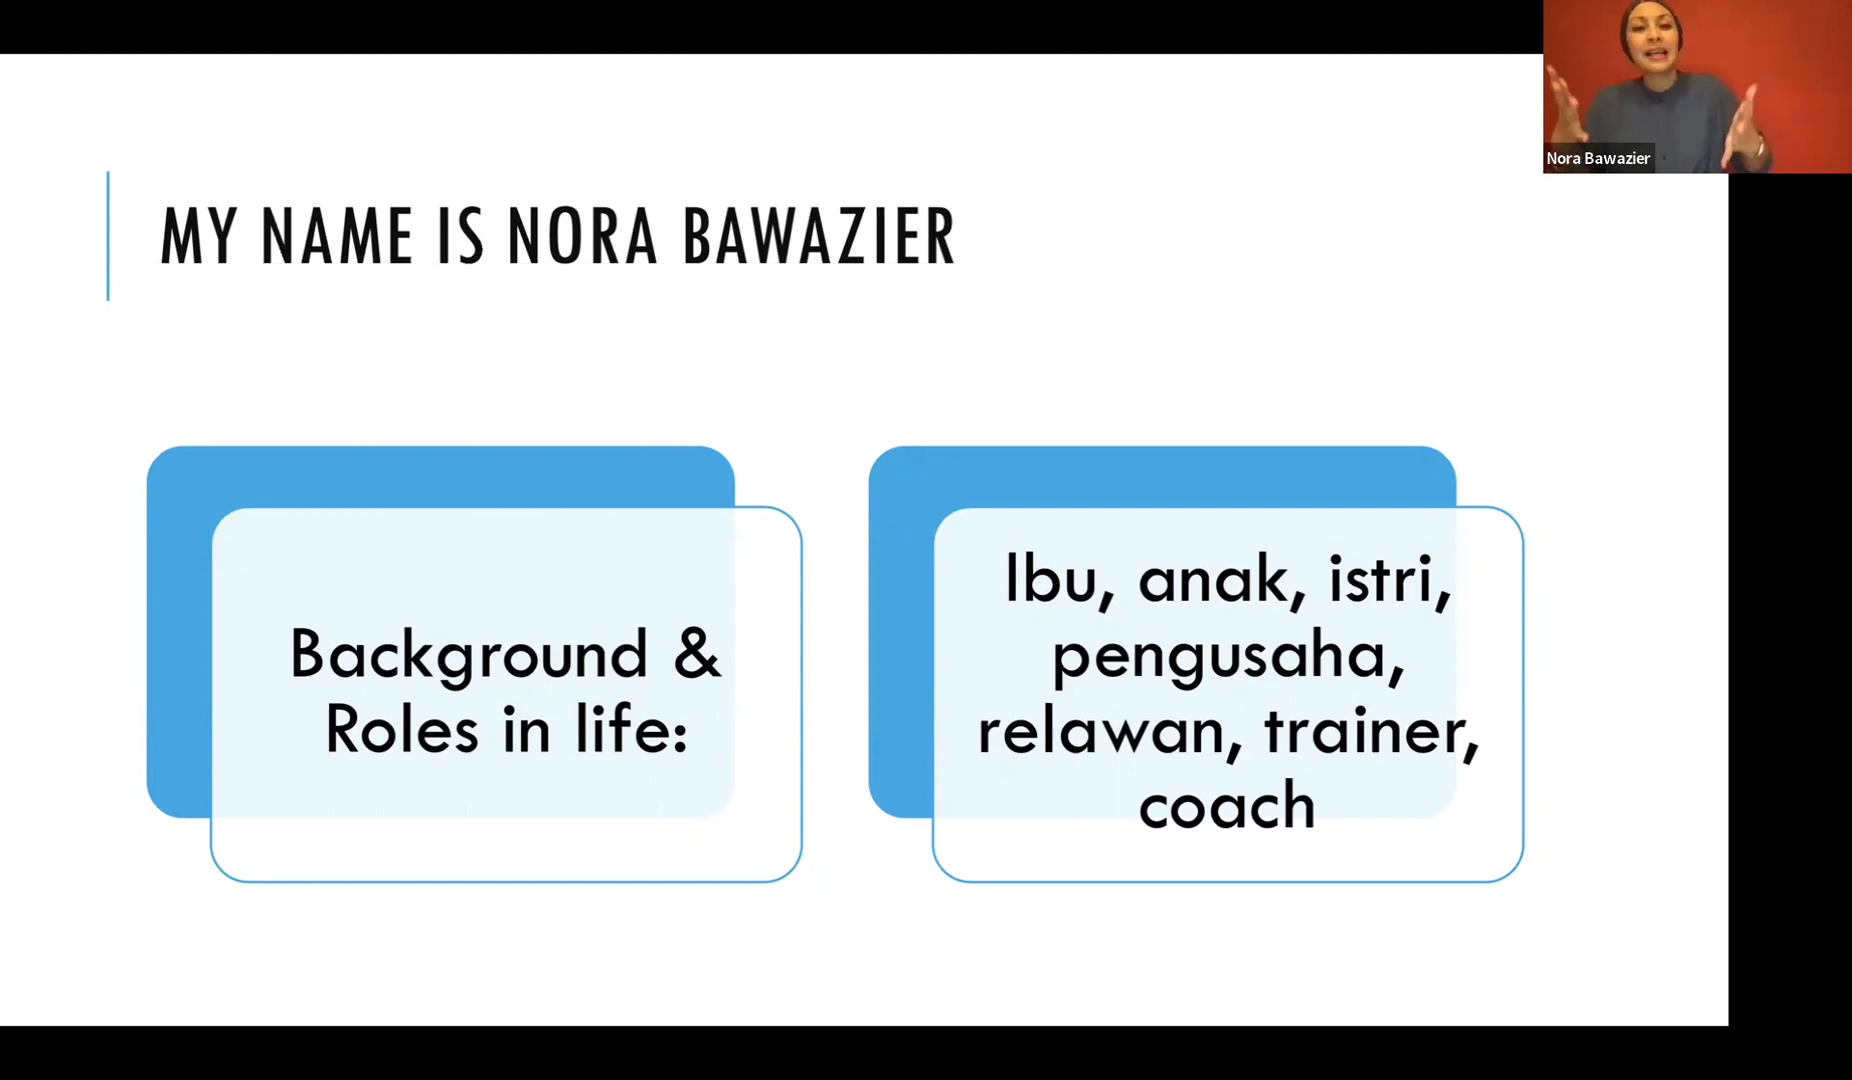 Nora Bawazier
MY NAME IS NORA BAWAZIER
Background &
Roles in life:
Ibu, anak, istri,
pengusaha,
relawan, trainer,
coach